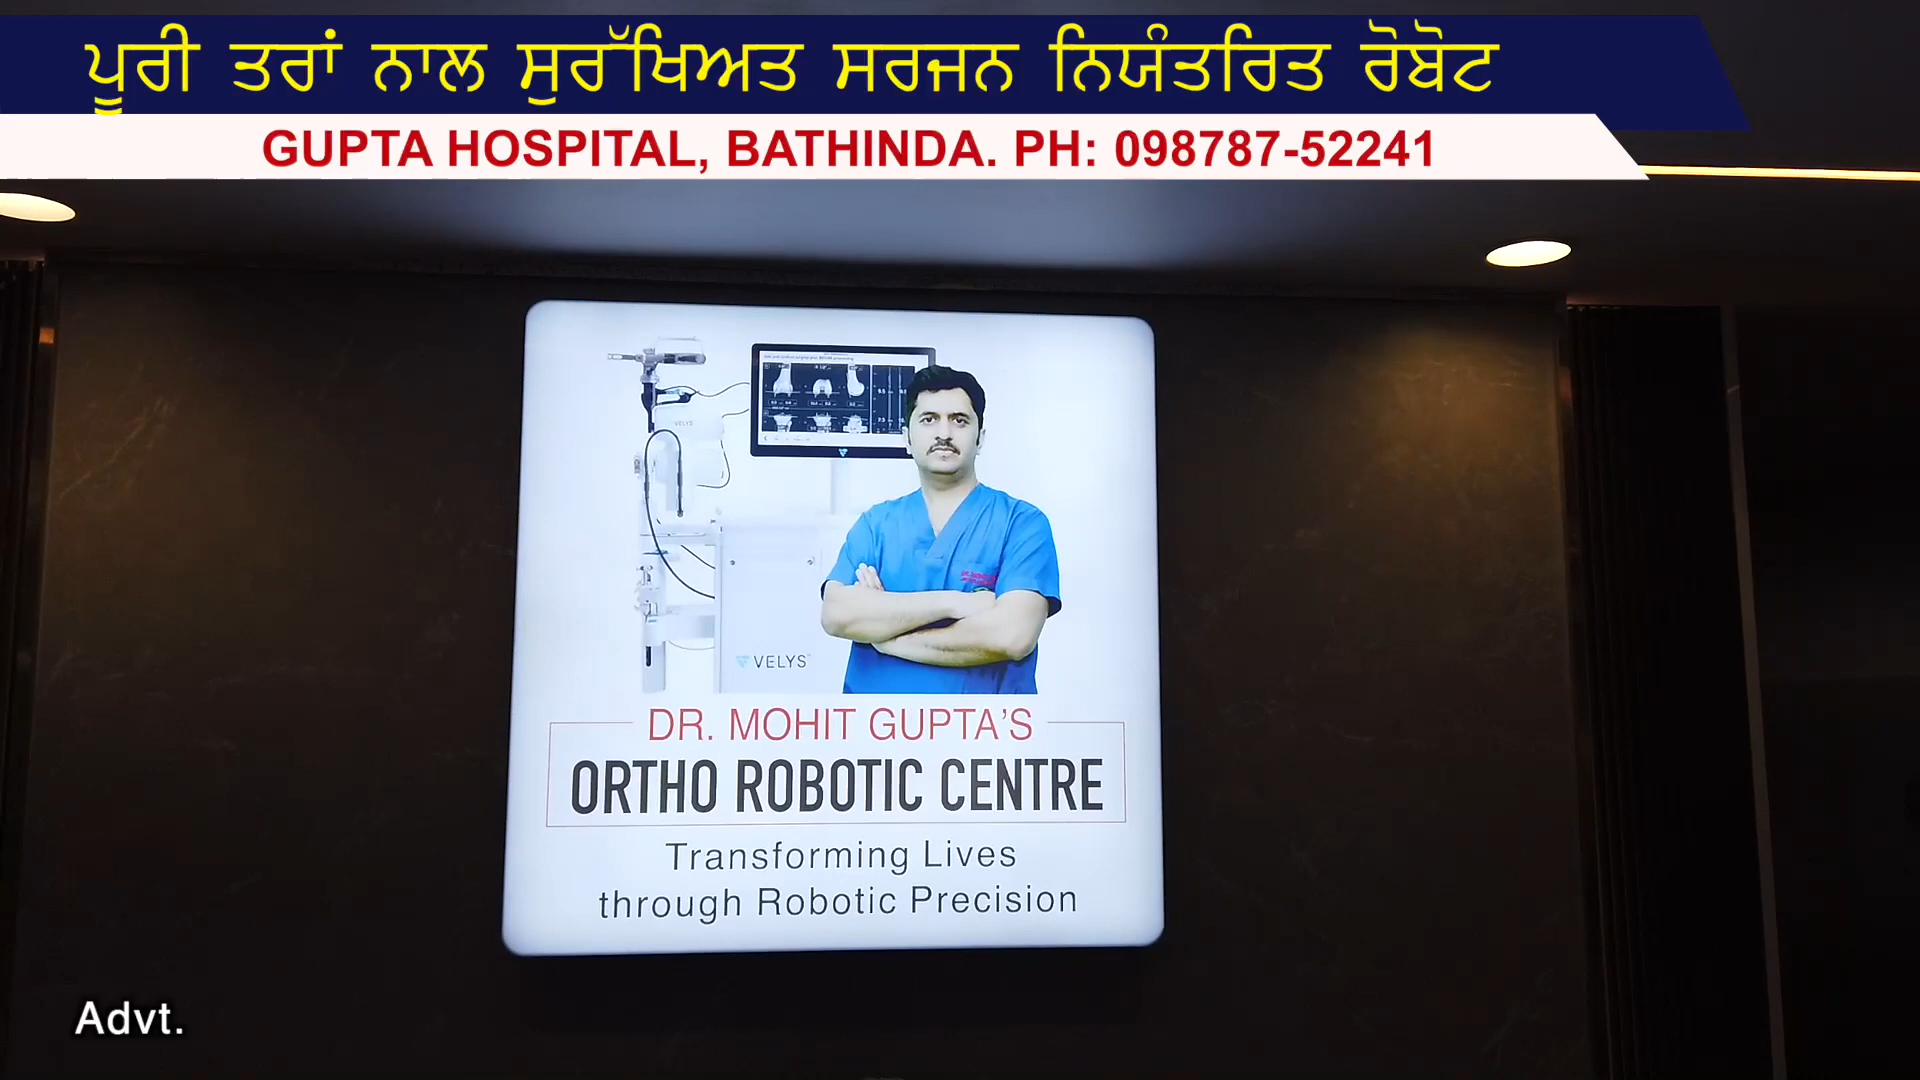 ਪੂਰੀ ਤਰਾਂ ਨਾਲ ਸੁਰੱਖਿਅਤ ਸਰਜਨ ਨਿਯੰਤਰਿਤ ਰੋਬੋਟ
GUPTA HOSPITAL, BATHINDA. PH: 098787-52241
VELYS
VELYS
DR. MOHIT GUPTA'S
ORTHO ROBOTIC CENTRE
Transforming Lives
through Robotic Precision
Advt.